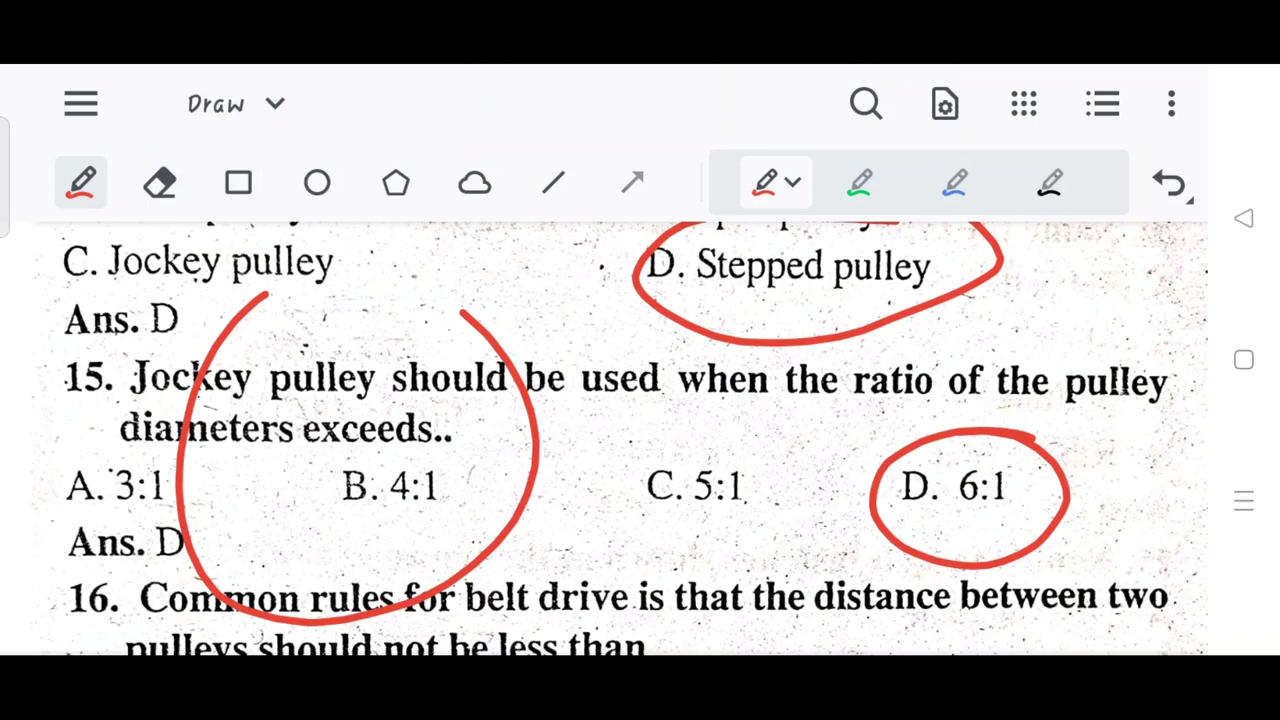 Draw
C. Jockey pulley
D. Stepped pulley
Ans. D
15. Jockey pulley should be used when the ratio of the pulley
diameters exceeds..
A. 3:1 B. 4:1 C. 5:1 D. 6:1
Ans. D
16. Common rules for belt drive is that the distance between two
pulleys should not be less than